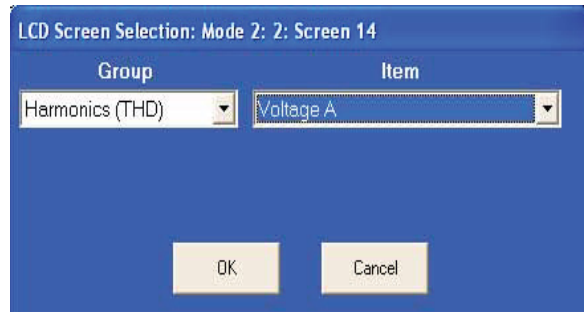 LCD Screen Selection: Mode 2: 2: Screen 14
Group Item
Harmonics (THD) Voltage A
OK Cancel